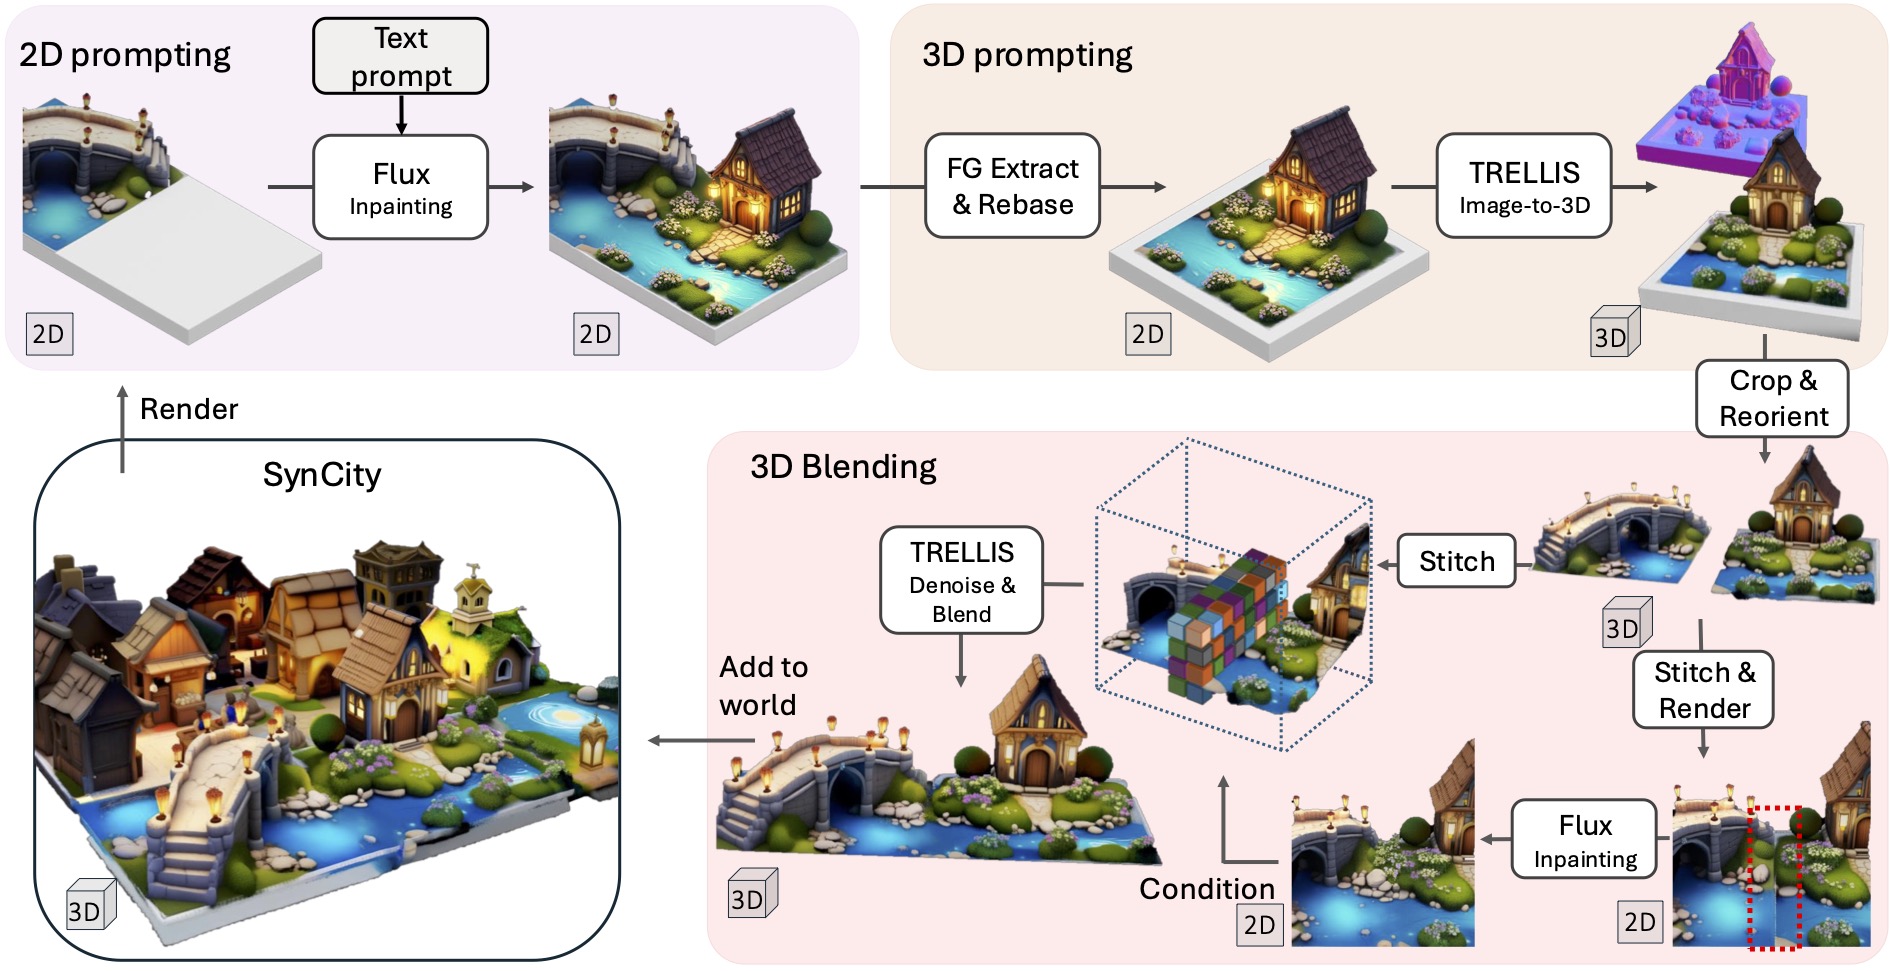 2D prompting
Text
prompt
Flux
Inpainting
2D
2D
3D prompting
FG Extract
& Rebase
TRELLIS
Image-to-3D
2D
3D
Crop &
Reorient
Render
SynCity
3D
3D Blending
TRELLIS
Denoise &
Blend
Stitch
3D
Stitch &
Render
Add to
world
Flux
Inpainting
Condition
3D
2D
2D